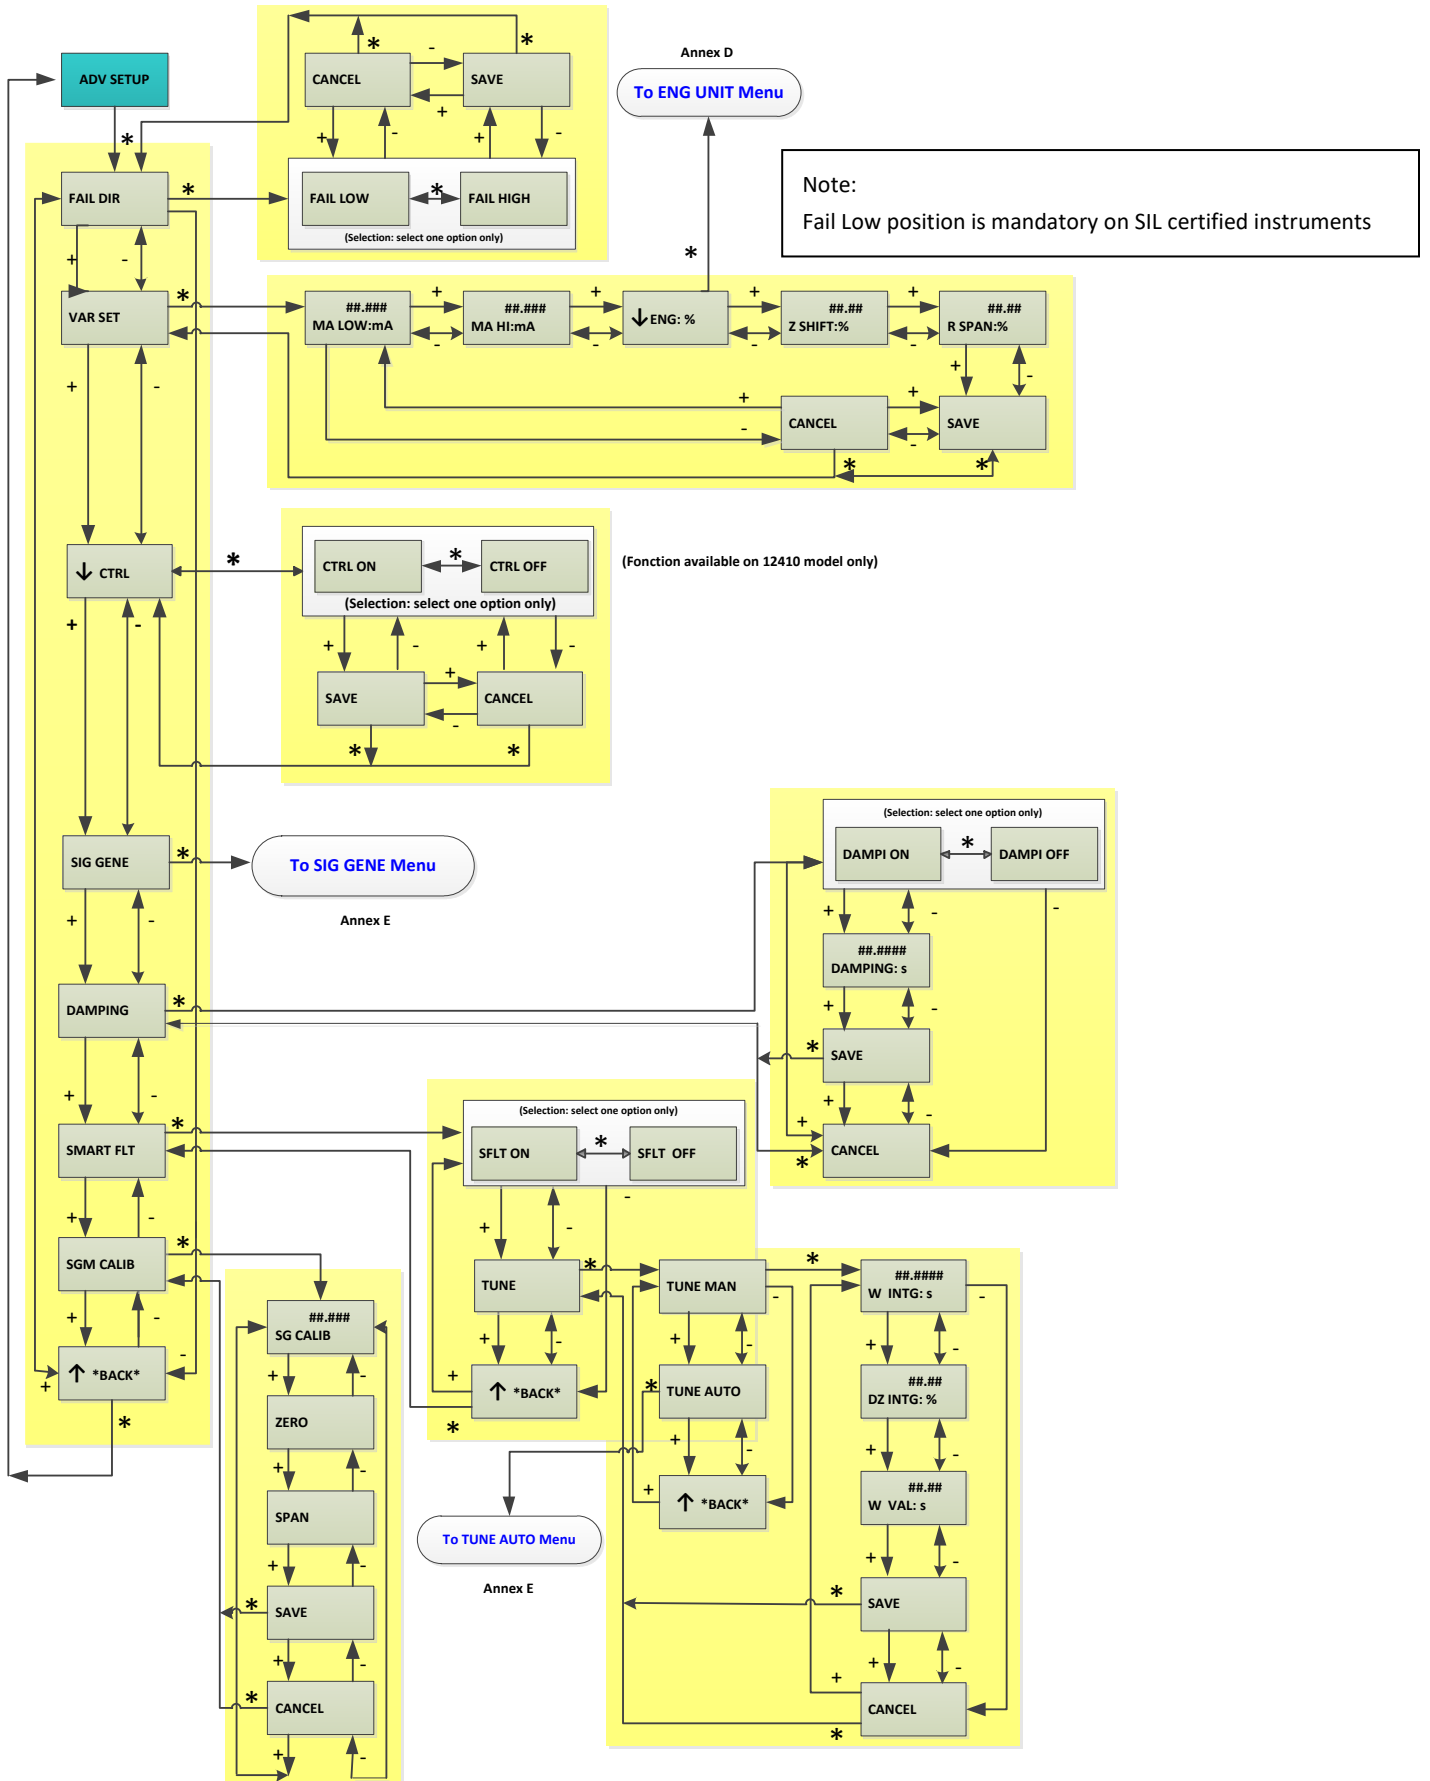 Annex D
ADV SETUP
*
CANCEL
*
-
+
SAVE
*
+
-
+
-
FAIL LOW
*
FAIL HIGH
(Selection: select one option only)
To ENG UNIT Menu
*
Note:
Fail Low position is mandatory on SIL certified instruments
FAIL DIR
*
+
-
VAR SET
*
##.###
MA LOW:mA
+
-
##.###
MA HI:mA
+
-
↓ ENG: %
+
-
##.##
Z SHIFT:%
+
-
##.##
R SPAN:%
+
-
+
-
CANCEL
+
-
SAVE
*
*
+
-
↓ CTRL
*
CTRL ON
*
CTRL OFF
(Selection: select one option only)
(Fonction available on 12410 model only)
+
-
+
-
SAVE
+
-
CANCEL
*
*
+
-
SIG GENE
*
To SIG GENE Menu
Annex E
+
-
DAMPING
*
(Selection: select one option only)
DAMPI ON
*
DAMPI OFF
+
-
-
##.####
DAMPING: s
+
-
SAVE
*
+
-
+
CANCEL
*
+
-
SMART FLT
*
(Selection: select one option only)
SFLT ON
*
SFLT  OFF
+
-
-
TUNE
*
+
-
+
↑ *BACK*
*
+
-
SGM CALIB
*
+
-
-
↑ *BACK*
+
*
##.###
SG CALIB
+
-
ZERO
+
-
SPAN
+
-
SAVE
*
+
-
CANCEL
*
+
-
TUNE MAN
*
-
+
-
TUNE AUTO
*
+
-
+
↑ *BACK*
To TUNE AUTO Menu
Annex E
##.####
W  INTG: s
-
+
-
##.##
DZ INTG: %
+
-
##.##
W  VAL: s
+
-
SAVE
*
+
-
+
CANCEL
*